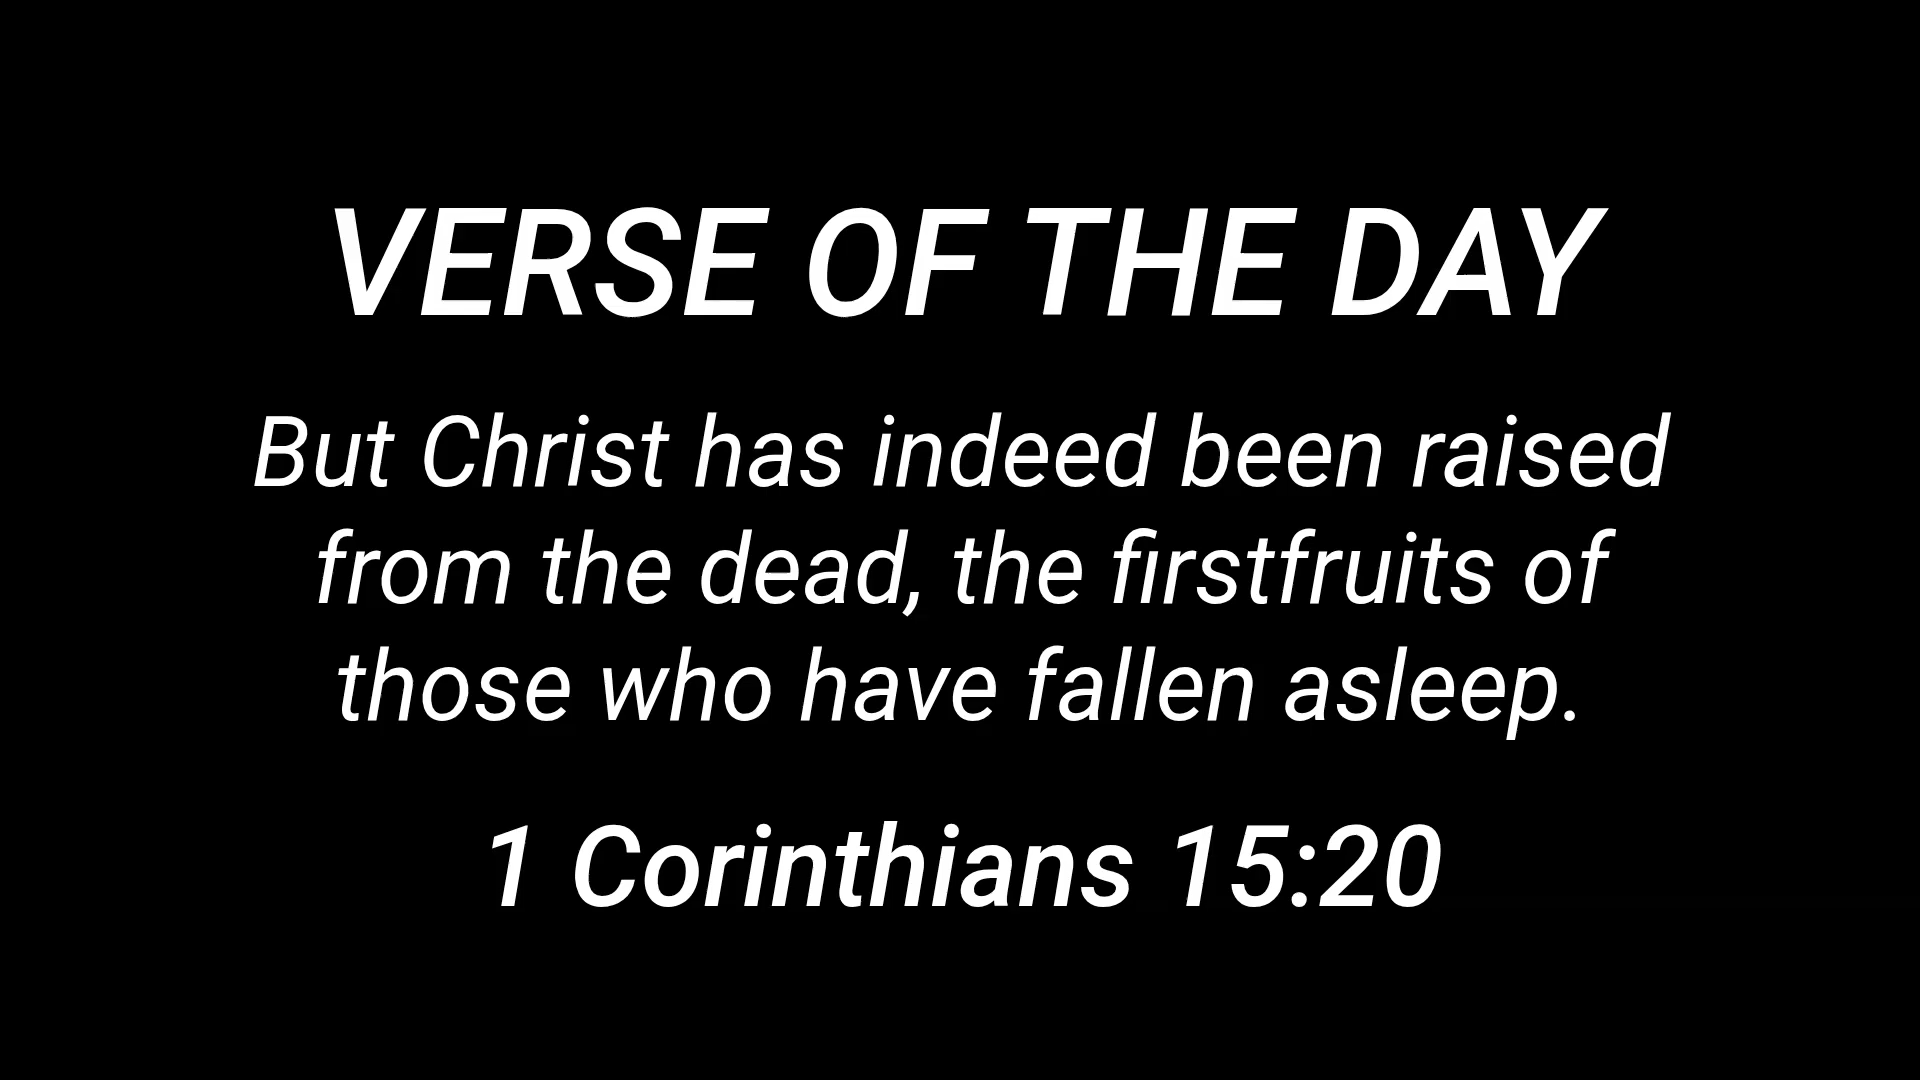 VERSE OF THE DAY
But Christ has indeed been raised
from the dead, the firstfruits of
those who have fallen asleep.
1 Corinthians 15:20